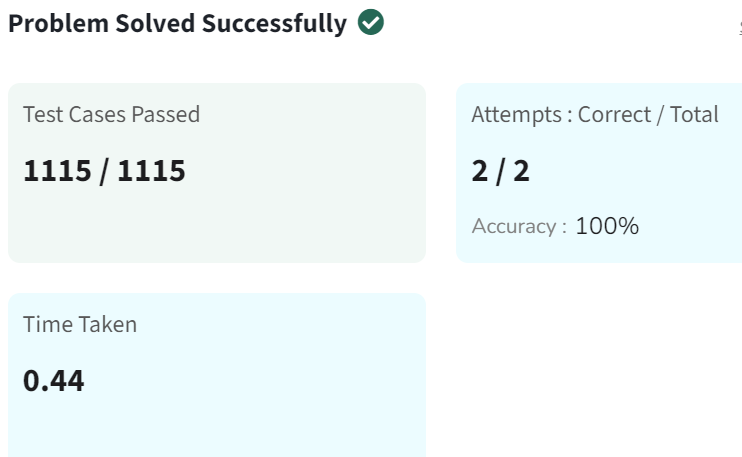 Problem Solved Successfully
Test Cases Passed
1115 / 1115
Attempts : Correct / Total
2 / 2
Accuracy : 100%
Time Taken
0.44